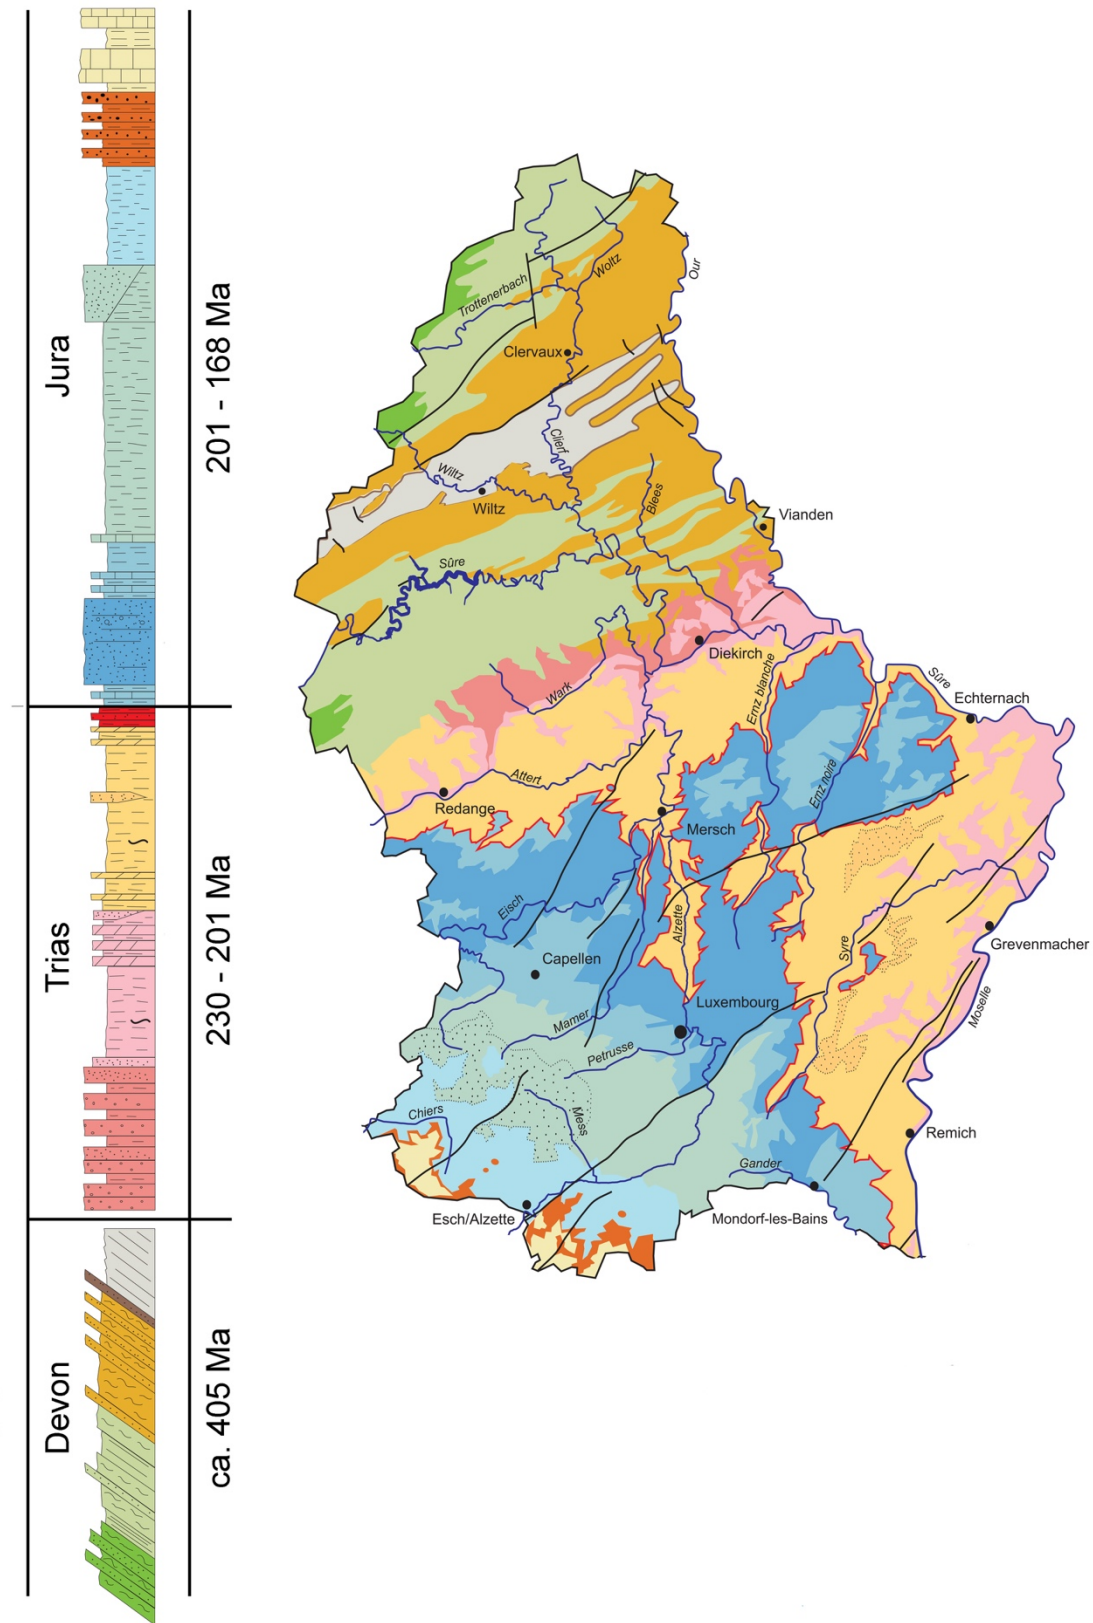 Jura
201 - 168 Ma
Trias
230 - 201 Ma
Devon
ca. 405 Ma
Our
Woltz
Trottenerbach
Clervaux
Clierf
Wiltz
Wiltz
Blees
Vianden
Sûre
Diekirch
Wark
Ernz blanche
Sûre
Echternach
Attert
Redange
Ernz noire
Mersch
Eisch
Alzette
Syre
Grevenmacher
Capellen
Luxembourg
Moselle
Mamer
Petrusse
Chiers
Mess
Remich
Gander
Esch/Alzette
Mondorf-les-Bains